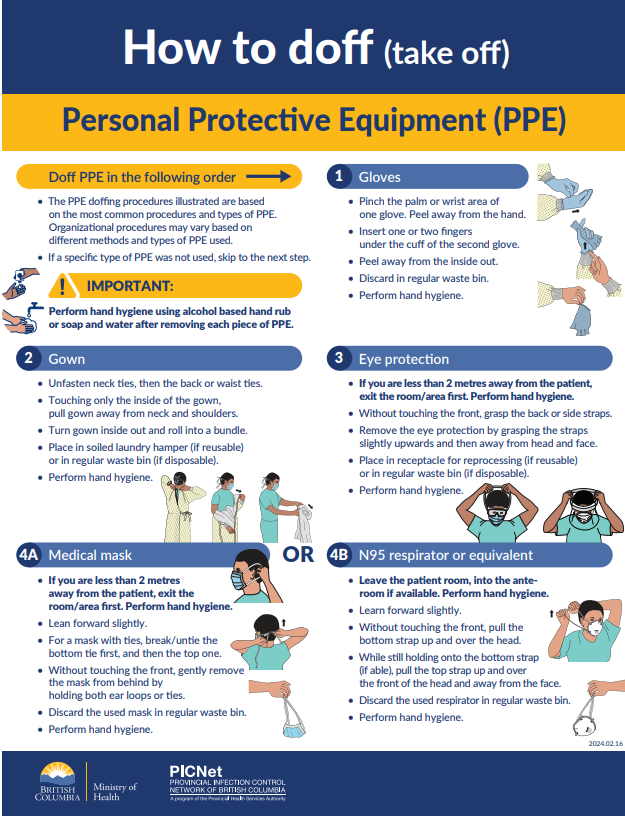 How to doff (take off)
Personal Protective Equipment (PPE)
Doff PPE in the following order
• The PPE doffing procedures illustrated are based
on the most common procedures and types of PPE.
Organizational procedures may vary based on
different methods and types of PPE used.
• If a specific type of PPE was not used, skip to the next step.
! IMPORTANT:
Perform hand hygiene using alcohol based hand rub
or soap and water after removing each piece of PPE.
1 Gloves
• Pinch the palm or wrist area of
one glove. Peel away from the hand.
• Insert one or two fingers
under the cuff of the second glove.
• Peel away from the inside out.
• Discard in regular waste bin.
• Perform hand hygiene.
2 Gown
• Unfasten neck ties, then the back or waist ties.
• Touching only the inside of the gown,
pull gown away from neck and shoulders.
• Turn gown inside out and roll into a bundle.
• Place in soiled laundry hamper (if reusable)
or in regular waste bin (if disposable).
• Perform hand hygiene.
3 Eye protection
• If you are less than 2 metres away from the patient,
exit the room/area first. Perform hand hygiene.
• Without touching the front, grasp the back or side straps.
• Remove the eye protection by grasping the straps
slightly upwards and then away from head and face.
• Place in receptacle for reprocessing (if reusable)
or in regular waste bin (if disposable).
• Perform hand hygiene.
4A Medical mask
• If you are less than 2 metres
away from the patient, exit the
room/area first. Perform hand hygiene.
• Lean forward slightly.
• For a mask with ties, break/untie the
bottom tie first, and then the top one.
• Without touching the front, gently remove
the mask from behind by
holding both ear loops or ties.
• Discard the used mask in regular waste bin.
• Perform hand hygiene.
OR
4B N95 respirator or equivalent
• Leave the patient room, into the ante-
room if available. Perform hand hygiene.
• Learn forward slightly.
• Without touching the front, pull the
bottom strap up and over the head.
• While still holding onto the bottom strap
(if able), pull the top strap up and over
the front of the head and away from the face.
• Discard the used respirator in regular waste bin.
• Perform hand hygiene.
2024.02.16
BRITISH
COLUMBIA
Ministry of
Health
PICNet
PROVINCIAL INFECTION CONTROL
NETWORK OF BRITISH COLUMBIA
A program of the Provincial Health Services Authority